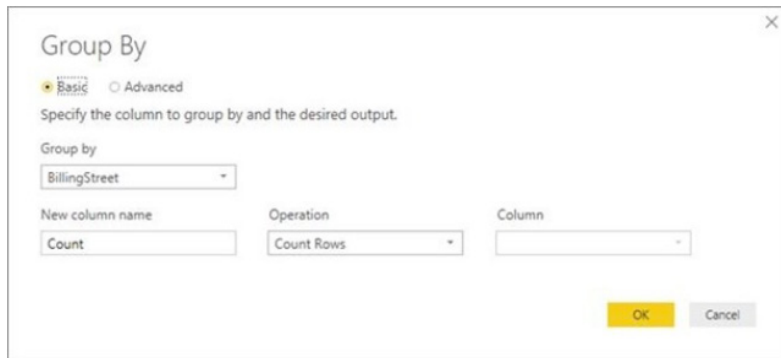 Group By
Basic Advanced
Specify the column to group by and the desired output.
Group by
BillingStreet
New column name Operation Column
Count Count Rows
OK Cancel